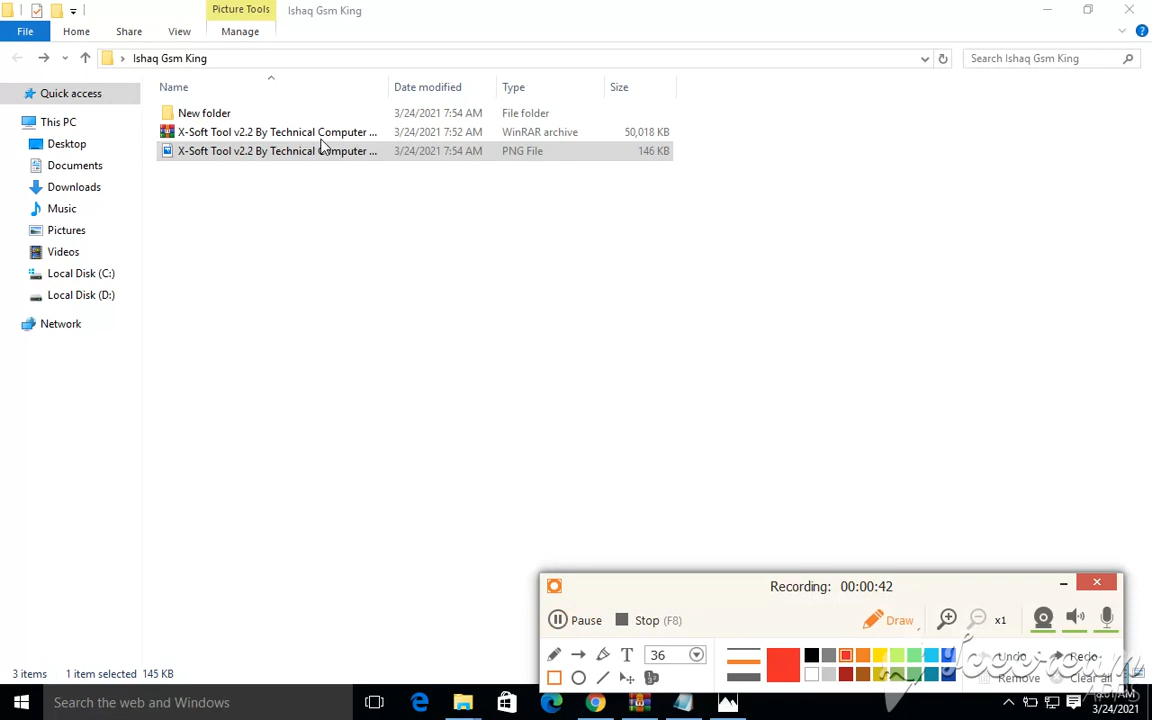 Picture Tools
Ishaq Gsm King
File
Home
Share
View
Manage
Ishaq Gsm King
Search Ishaq Gsm King
Name
Date modified
Type
Size
New folder
3/24/2021 7:54 AM
File folder
X-Soft Tool v2.2 By Technical Computer ...
3/24/2021 7:52 AM
WinRAR archive
50,018 KB
X-Soft Tool v2.2 By Technical Computer ...
3/24/2021 7:54 AM
PNG File
146 KB
Quick access
This PC
Desktop
Documents
Downloads
Music
Pictures
Videos
Local Disk (C:)
Local Disk (D:)
Network
Recording: 00:00:42
Pause
Stop (F8)
Draw
x1
T
36
Undo
Redo
Remove
Clear all
Icecream
APPS
3 items
1 item selected 145 KB
Search the web and Windows
8:01 AM
3/24/2021